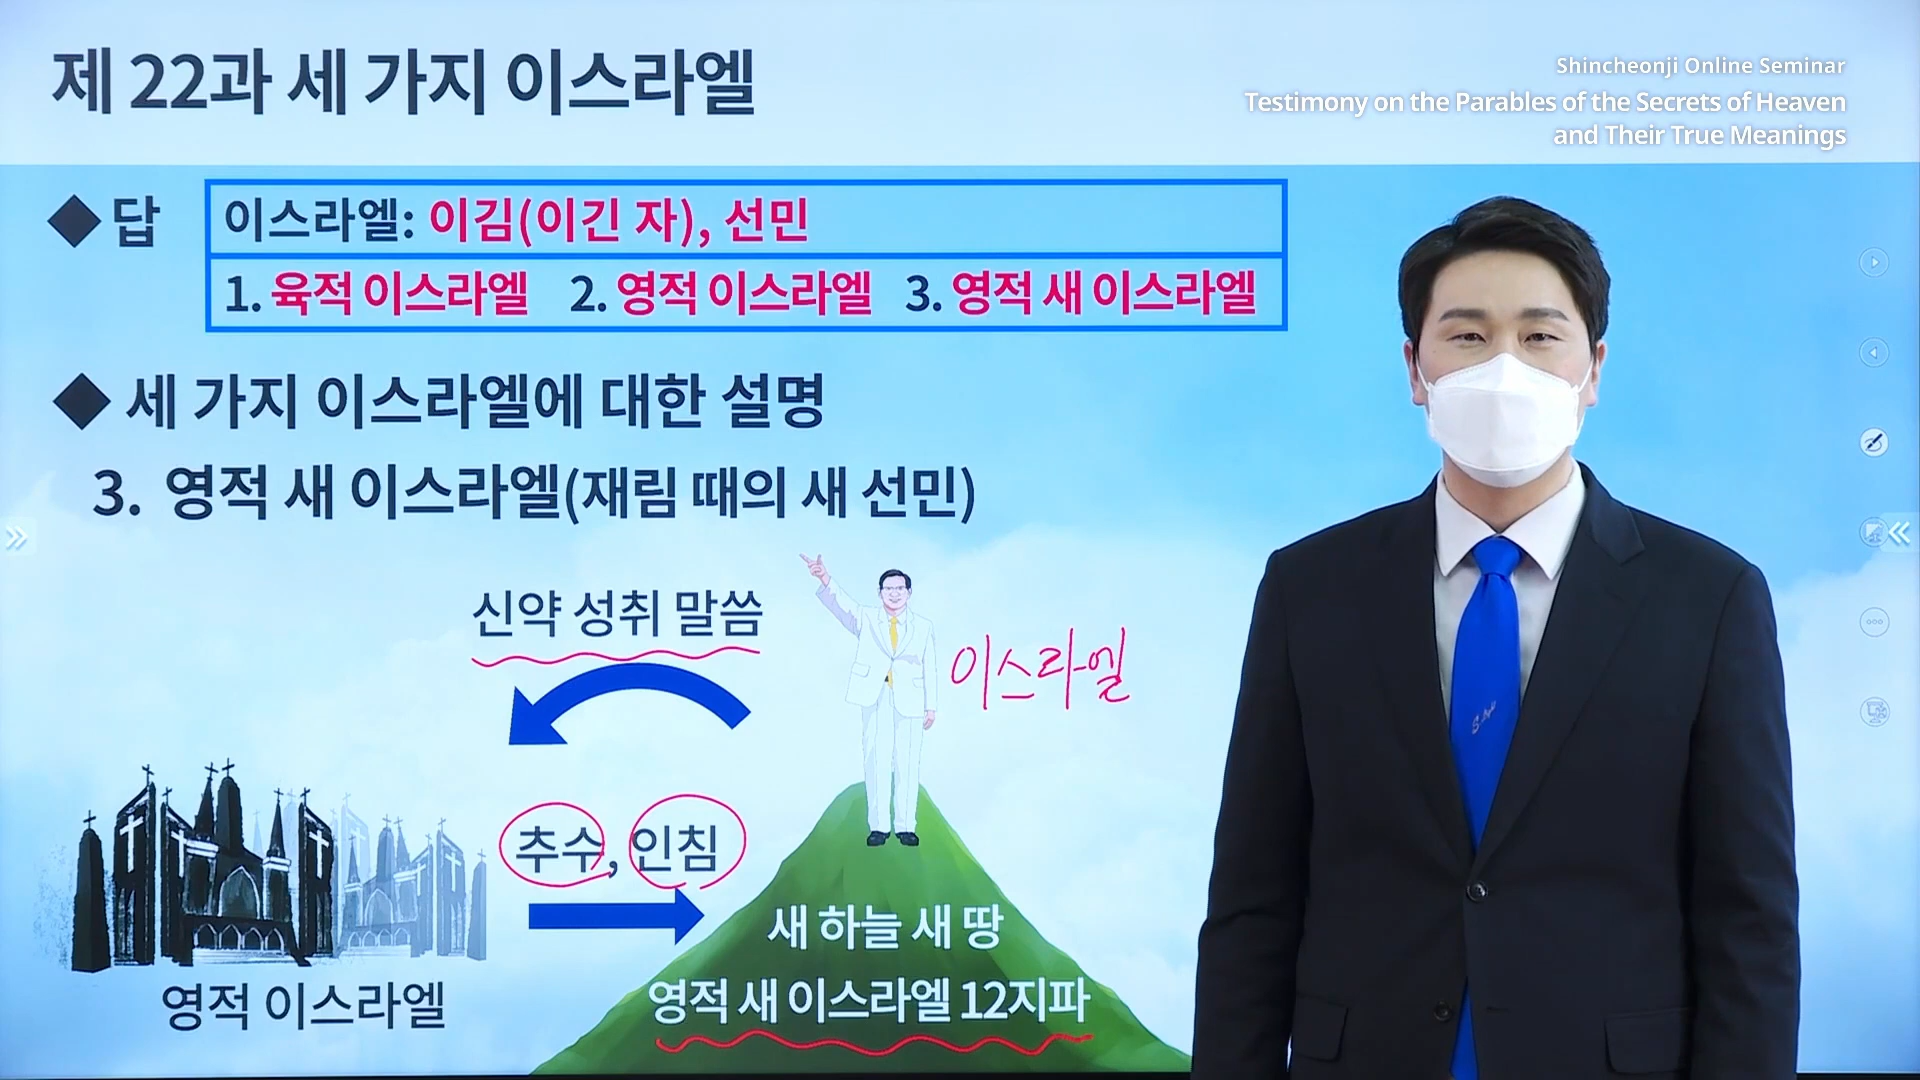 제 22과 세 가지 이스라엘
Shincheonji Online Seminar
Testimony on the Parables of the Secrets of Heaven
and Their True Meanings
◆ 답
이스라엘: 이김(이긴 자), 선민
1. 육적 이스라엘 2. 영적 이스라엘 3. 영적 새 이스라엘
◆ 세 가지 이스라엘에 대한 설명
3. 영적 새 이스라엘(재림 때의 새 선민)
신약 성취 말씀
이스라엘
추수, 인침
새 하늘 새 땅
영적 새 이스라엘 12지파
영적 이스라엘